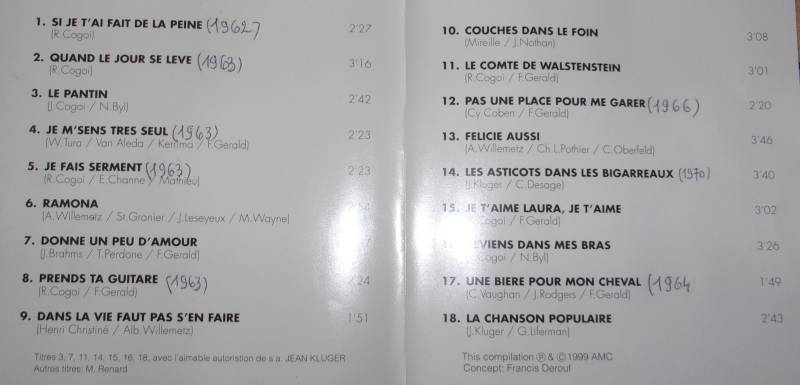 1. SI JE T'AI FAIT DE LA PEINE (1962) 2'27
(R.Cogoi)
2. QUAND LE JOUR SE LEVE (1963) 3'16
(R.Cogoi)
3. LE PANTIN 2'42
(J.Cogoi / N.Byl)
4. JE M'SENS TRES SEUL (1963) 2'23
(W.Tura / Van Aleda / Kerrima / F.Gerald)
5. JE FAIS SERMENT (1963) 2'23
(R.Cogoi / E.Channe / Mathieu)
6. RAMONA
(A.Willemetz / St.Granier / J.Leseyeux / M.Wayne)
7. DONNE UN PEU D'AMOUR
(J.Brahms / T.Perdone / F.Gerald)
8. PRENDS TA GUITARE (1963) 2'24
(R.Cogoi / F.Gerald)
9. DANS LA VIE FAUT PAS S'EN FAIRE 1'51
(Henri Christiné / Alb.Willemetz)
Titres 3, 7, 11, 14, 15, 16, 18, avec l'aimable autoristion de s.a. JEAN KLUGER
Autres titres: M. Renard
10. COUCHES DANS LE FOIN 3'08
(Mireille / J.Nothan)
11. LE COMTE DE WALSTENSTEIN 3'01
(R.Cogoi / F.Gerald)
12. PAS UNE PLACE POUR ME GARER (1966) 2'20
(Cy Coben / F.Gerald)
13. FELICIE AUSSI 3'46
(A.Willemetz / Ch.L.Pothier / C.Oberfeld)
14. LES ASTICOTS DANS LES BIGARREAUX (1970) 3'40
(J.Kluger / C.Desage)
15. JE T'AIME LAURA, JE T'AIME 3'02
Cogoi / F.Gerald)
DANS MES BRAS 3'26
Cogoi / N.Byl)
17. UNE BIERE POUR MON CHEVAL (1964 1'49
(C.Vaughan / J.Rodgers / F.Gerald)
18. LA CHANSON POPULAIRE 2'43
(J.Kluger / G.Liferman)
This compilation ℗ & © 1999 AMC
Concept: Francis Derouf